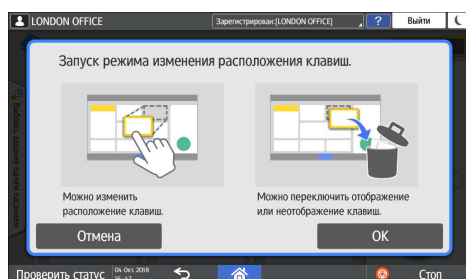 LONDON OFFICE
Зарегистрирован:[LONDON OFFICE]
?
Выйти
Запуск режима изменения расположения клавиш.
Можно изменить
расположение клавиш.
Можно переключить отображение
или неотображение клавиш.
Отмена
OK
Проверить статус
04 Окт. 2018
Стоп